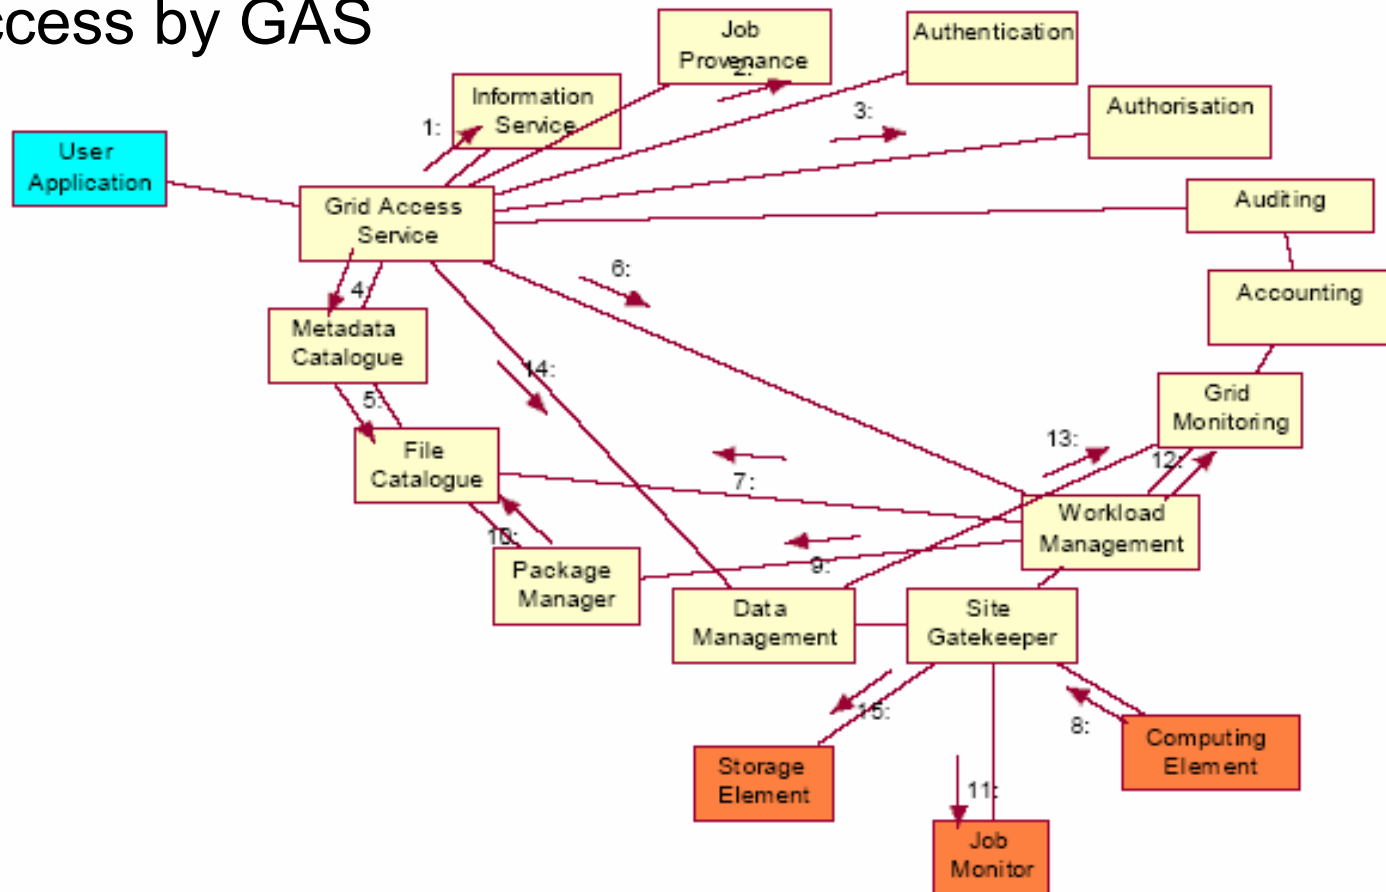 ccess by GAS
Job
Provenance
2:
Authentication
Information
Service
1:
3:
Authorisation
User
Application
Grid Access
Service
Auditing
6:
4:
Accounting
Metadata
Catalogue
14:
5:
Grid
Monitoring
File
Catalogue
13:
12:
7:
Workload
Management
10:
9:
Package
Manager
Data
Management
Site
Gatekeeper
15:
8:
Computing
Element
Storage
Element
11:
Job
Monitor